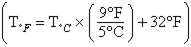 (T°F = T°C × (9°F/5°C) + 32°F)